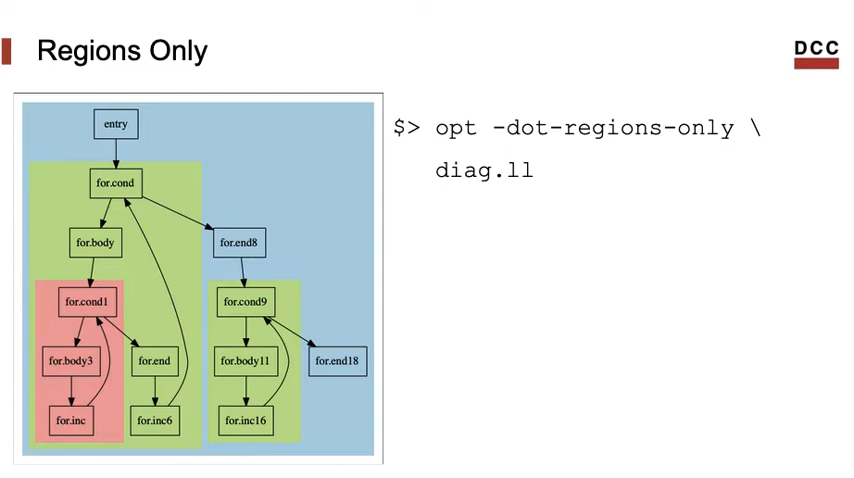 Regions Only
DCC
entry
for.cond
for.body
for.end8
for.cond1
for.cond9
for.body3
for.end
for.body11
for.end18
for.inc
for.inc6
for.inc16
$> opt -dot-regions-only \
diag.ll